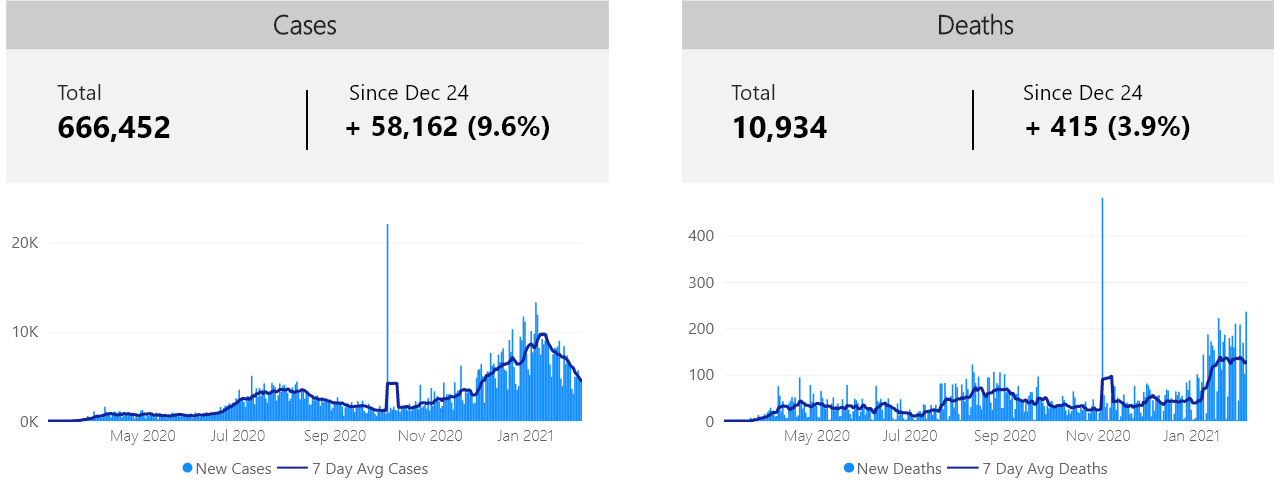 Cases
Total
666,452
Since Dec 24
+ 58,162 (9.6%)
20K
10K
0K
May 2020 Jul 2020 Sep 2020 Nov 2020 Jan 2021
New Cases 7 Day Avg Cases
Deaths
Total
10,934
Since Dec 24
+ 415 (3.9%)
400
300
200
100
0
May 2020 Jul 2020 Sep 2020 Nov 2020 Jan 2021
New Deaths 7 Day Avg Deaths